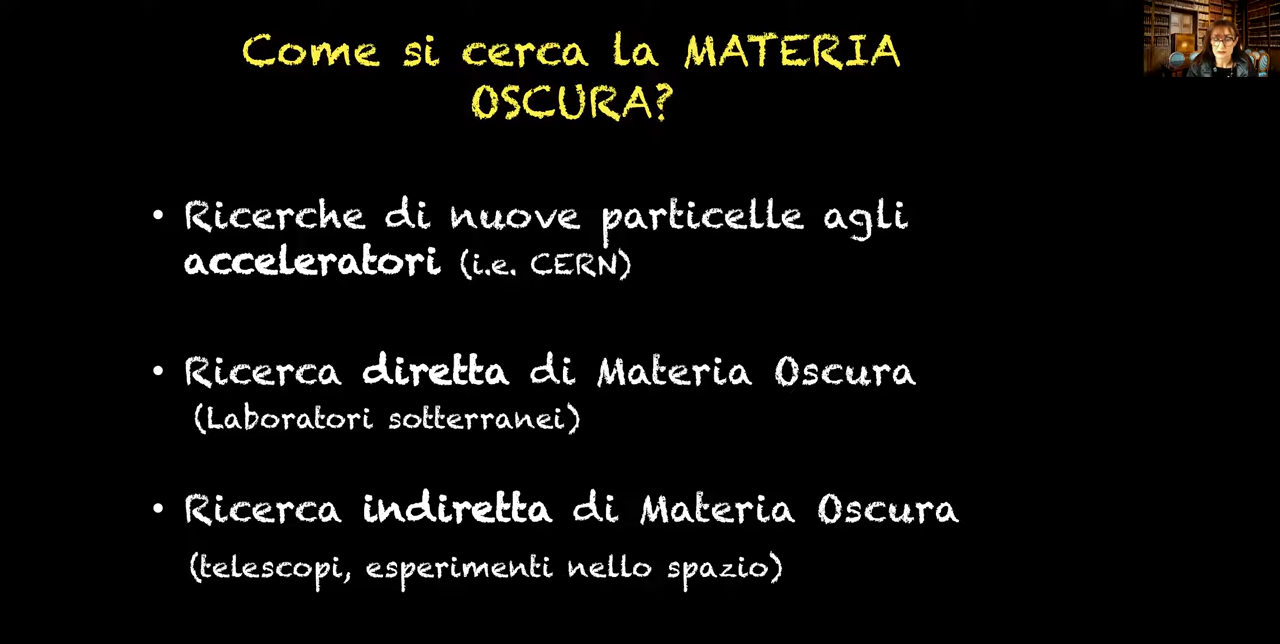 Come si cerca la MATERIA
OSCURA?
• Ricerche di nuove particelle agli
acceleratori (i.e. CERN)
• Ricerca diretta di Materia Oscura
(Laboratori sotterranei)
• Ricerca indiretta di Materia Oscura
(telescopi, esperimenti nello spazio)